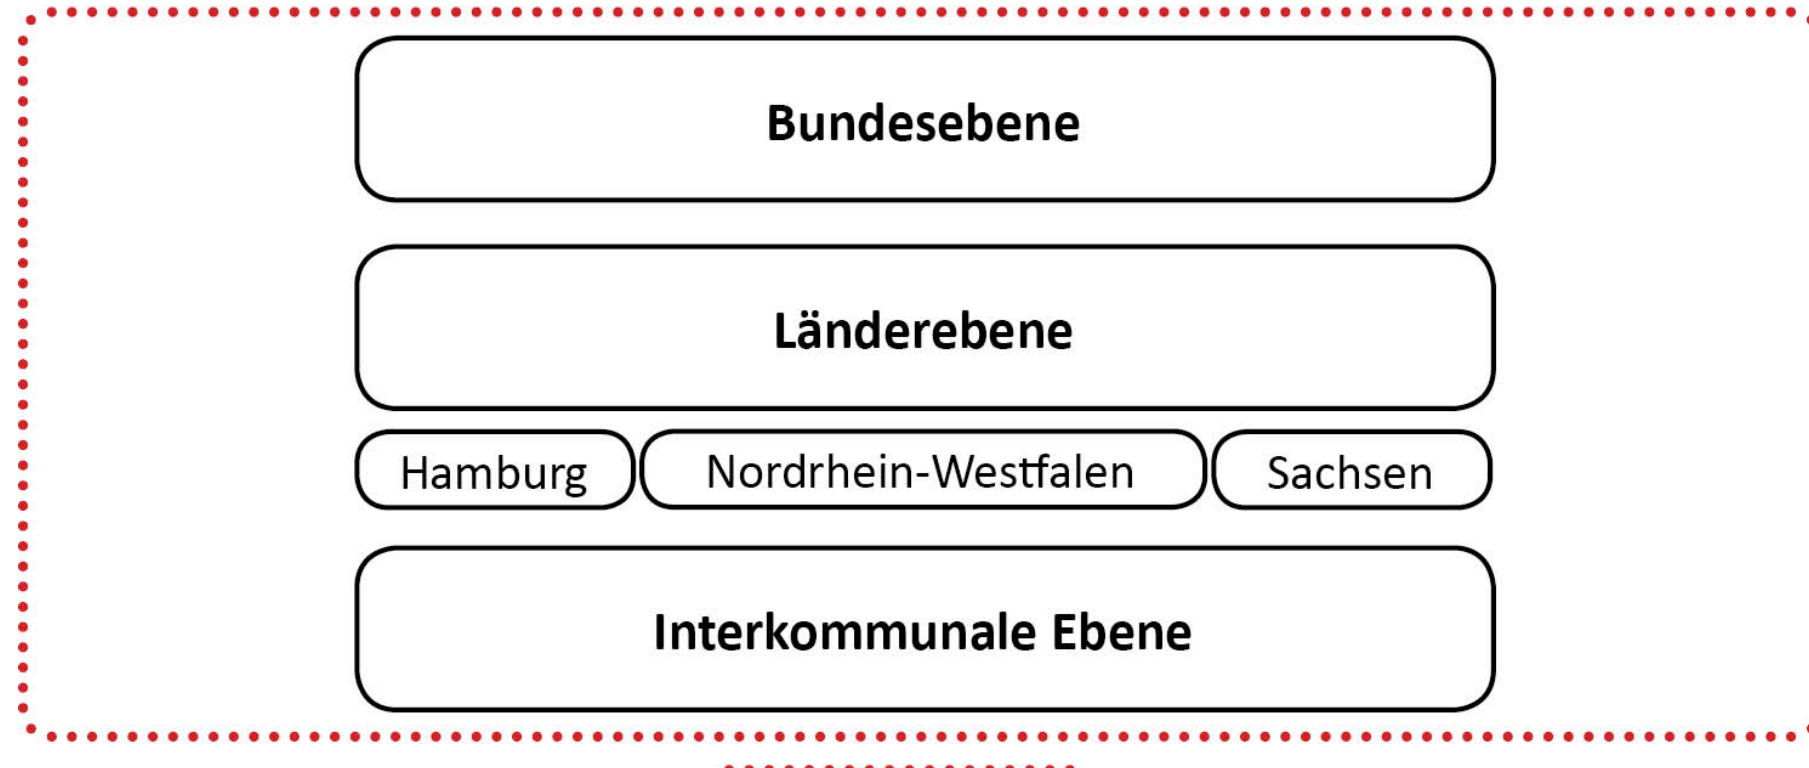 Bundesebene
Länderebene
Hamburg
Nordrhein-Westfalen
Sachsen
Interkommunale Ebene